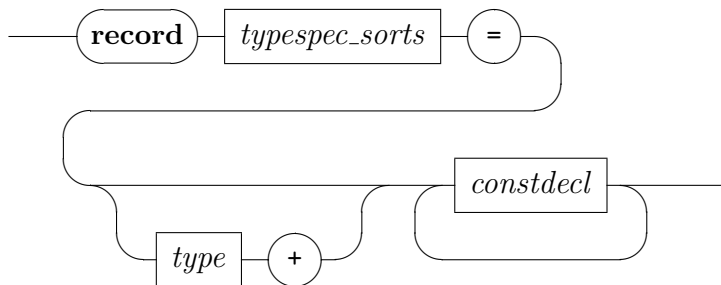 record typespec_sorts =
constdecl
type +